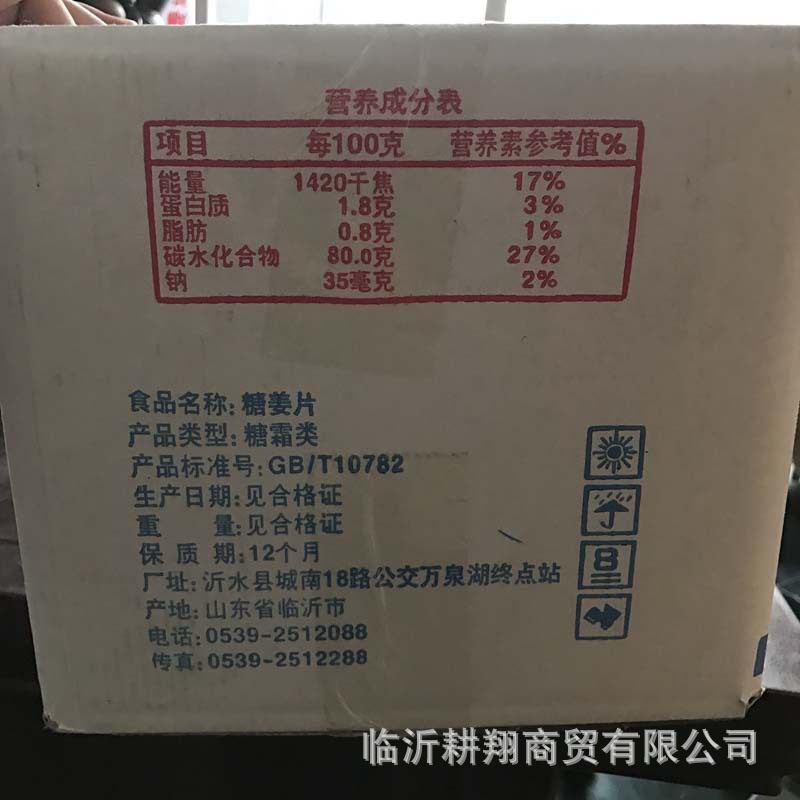 营养成分表
项目 每100克 营养素参考值%
能量 1420千焦 17%
蛋白质 1.8克 3%
脂肪 0.8克 1%
碳水化合物 80.0克 27%
钠 35毫克 2%
食品名称: 糖姜片
产品类型: 糖霜类
产品标准号: GB/T10782
生产日期: 见合格证
重 量: 见合格证
保 质 期: 12个月
厂址: 沂水县城南18路公交万泉湖终点站
产地: 山东省临沂市
电话: 0539-2512088
传真: 0539-2512288
8
临沂耕翔商贸有限公司